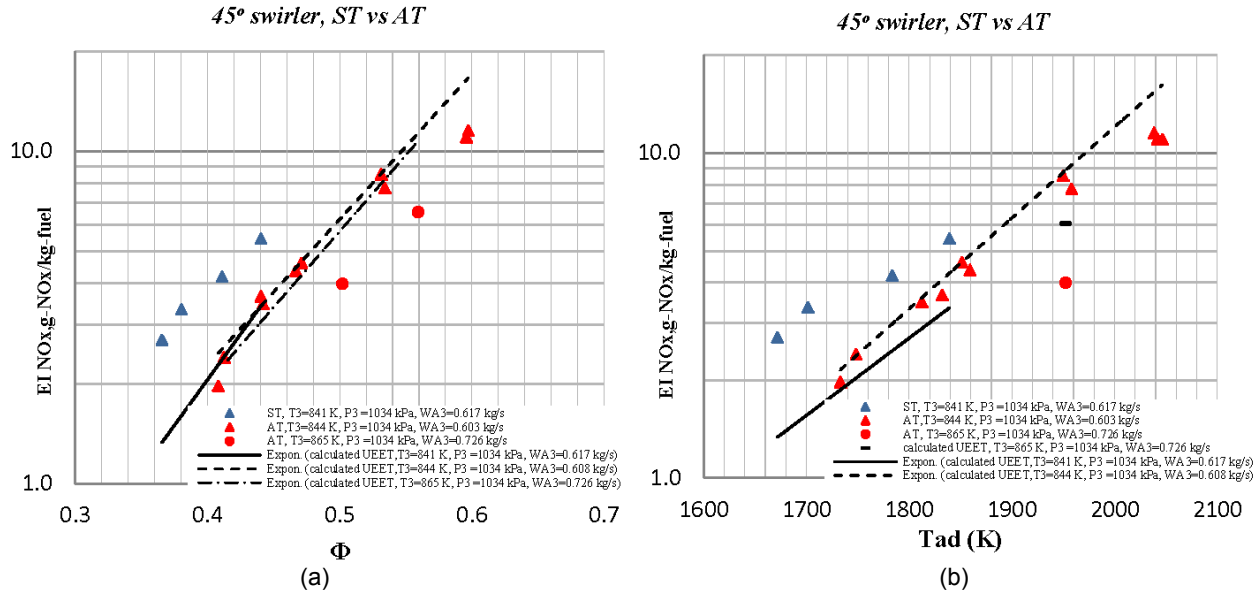 45º swirler, ST vs AT
EI NOx,g-NOx/kg-fuel
10.0
1.0
ST, T3=841 K, P3 =1034 kPa, WA3=0.617 kg/s
AT,T3=844 K, P3 =1034 kPa, WA3=0.603 kg/s
AT, T3=865 K, P3 =1034 kPa, WA3=0.726 kg/s
Expon. (calculated UEET,T3=841 K, P3 =1034 kPa, WA3=0.617 kg/s)
Expon. (calculated UEET,T3=844 K, P3 =1034 kPa, WA3=0.608 kg/s)
Expon. (calculated UEET,T3=865 K, P3 =1034 kPa, WA3=0.726 kg/s)
0.3 0.4 0.5 0.6 0.7
Φ
(a)
45º swirler, ST vs AT
EI NOx,g-NOx/kg-fuel
10.0
1.0
ST, T3=841 K, P3 =1034 kPa, WA3=0.617 kg/s
AT, T3=844 K, P3 =1034 kPa, WA3=0.603 kg/s
AT, T3=865 K, P3 =1034 kPa, WA3=0.726 kg/s
calculated UEET, T3=865 K, P3 =1034 kPa, WA3=0.726 kg/s
Expon. (calculated UEET,T3=841 K, P3 =1034 kPa, WA3=0.617 kg/s)
Expon. (calculated UEET,T3=844 K, P3 =1034 kPa, WA3=0.608 kg/s)
1600 1700 1800 1900 2000 2100
Tad (K)
(b)